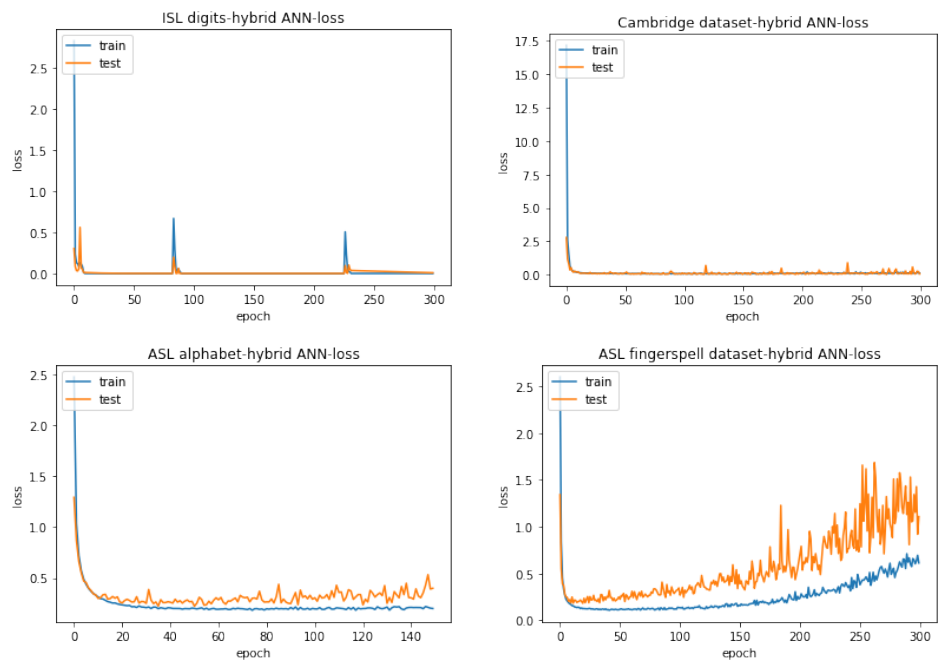 ISL digits-hybrid ANN-loss
train
test
2.5
2.0
1.5
1.0
0.5
0.0
loss
0 50 100 150 200 250 300
epoch
Cambridge dataset-hybrid ANN-loss
train
test
17.5
15.0
12.5
10.0
7.5
5.0
2.5
0.0
loss
0 50 100 150 200 250 300
epoch
ASL alphabet-hybrid ANN-loss
train
test
2.5
2.0
1.5
1.0
0.5
loss
0 20 40 60 80 100 120 140
epoch
ASL fingerspell dataset-hybrid ANN-loss
train
test
2.5
2.0
1.5
1.0
0.5
0.0
loss
0 50 100 150 200 250 300
epoch